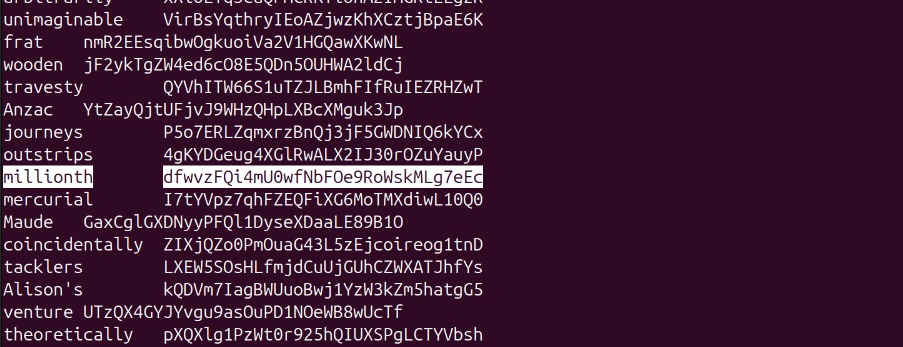 unimaginable VirBsYqthryIEoAZjwzKhXCztjBpaE6K
frat nmR2EEsqibwOgkuoiVa2V1HGQawXKwNL
wooden jF2ykTgZW4ed6cO8E5QDn5OUHWA2ldCj
travesty QYVhITW66S1uTZJLBmhFIfRuIEZRHZwT
Anzac YtZayQjtUFjvJ9WHzQHpLXBcXMguk3Jp
journeys P5o7ERLZqmxrzBnQj3jF5GWDNIQ6kYCx
outstrips 4gKYDGeug4XGlRwALX2IJ30rOZuYauyP
millionth dfwvzFQi4mU0wfNbFOe9RoWskMLg7eEc
mercurial I7tYVpz7qhFZEQFiXG6MoTMXdiwL10Q0
Maude GaxCglGXDNyyPFQl1DyseXDaaLE89B1O
coincidentally ZIXjQZo0PmOuaG43L5zEjcoireog1tnD
tacklers LXEW5SOsHLfmjdCuUjGUhCZWXATJhfYs
Alison's kQDVm7IagBWUuoBwj1YzW3kZm5hatgG5
venture UTzQX4GYJYvgu9asOuPD1NOeWB8wUcTf
theoretically pXQXlg1PzWt0r925hQIUXSPgLCTYVbsh